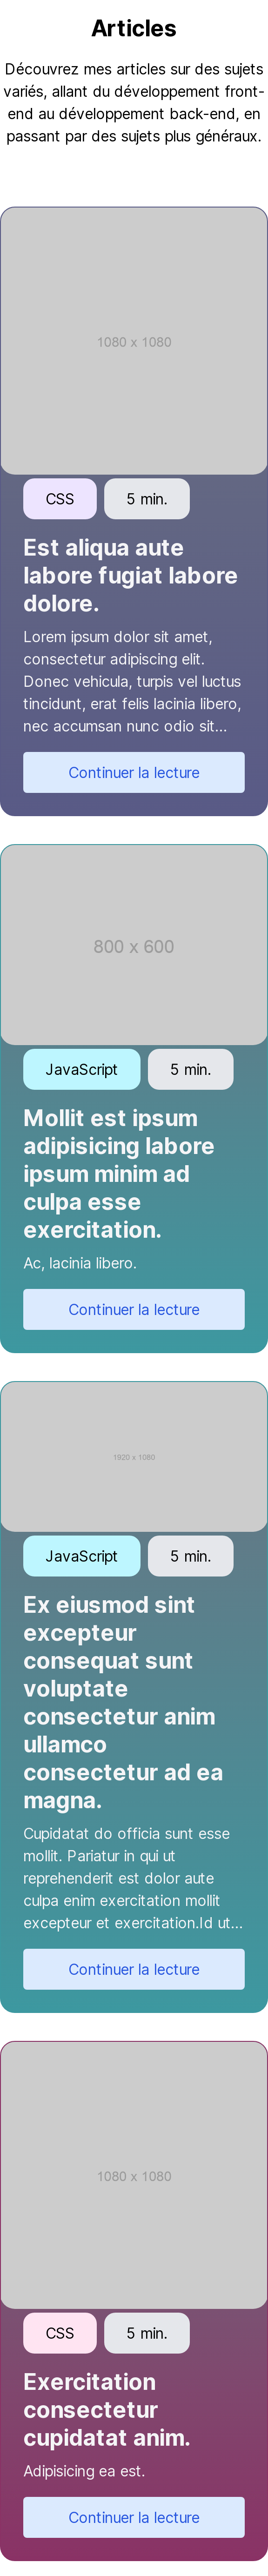 Articles
Découvrez mes articles sur des sujets
variés, allant du développement front-
end au développement back-end, en
passant par des sujets plus généraux.
1080 x 1080
CSS
5 min.
Est aliqua aute
labore fugiat labore
dolore.
Lorem ipsum dolor sit amet,
consectetur adipiscing elit.
Donec vehicula, turpis vel luctus
tincidunt, erat felis lacinia libero,
nec accumsan nunc odio sit...
Continuer la lecture
800 x 600
JavaScript
5 min.
Mollit est ipsum
adipisicing labore
ipsum minim ad
culpa esse
exercitation.
Ac, lacinia libero.
Continuer la lecture
1920 x 1080
JavaScript
5 min.
Ex eiusmod sint
excepteur
consequat sunt
voluptate
consectetur anim
ullamco
consectetur ad ea
magna.
Cupidatat do officia sunt esse
mollit. Pariatur in qui ut
reprehenderit est dolor aute
culpa enim exercitation mollit
excepteur et exercitation.Id ut...
Continuer la lecture
1080 x 1080
CSS
5 min.
Exercitation
consectetur
cupidatat anim.
Adipisicing ea est.
Continuer la lecture